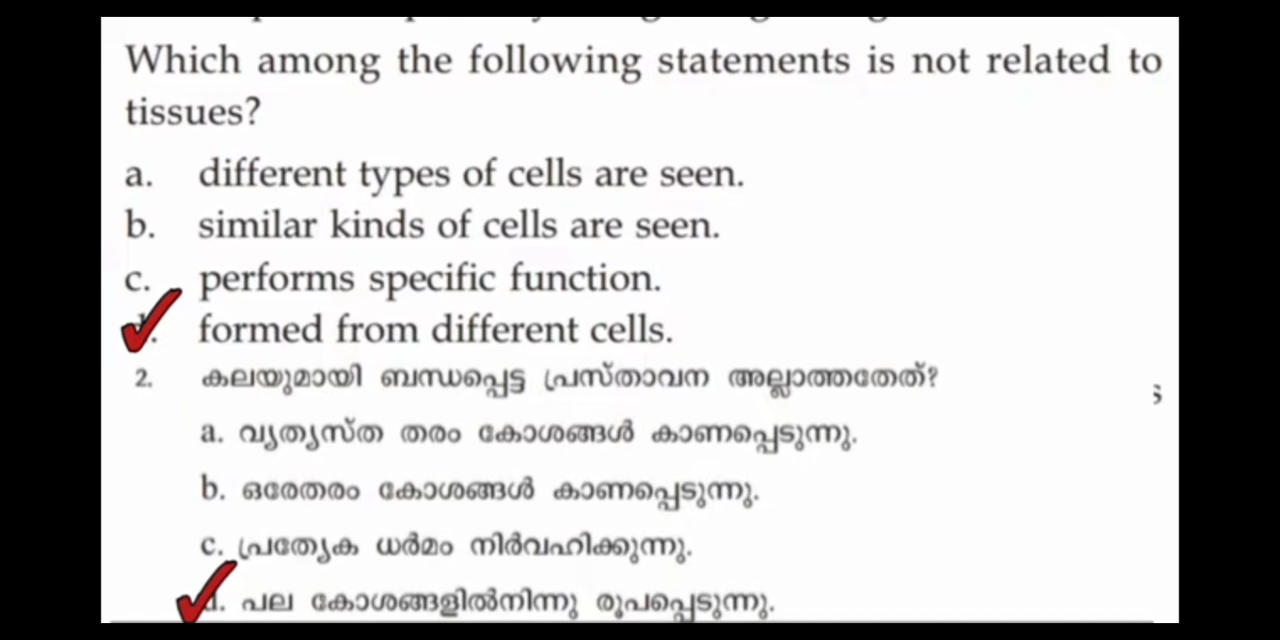 Which among the following statements is not related to
tissues?
a. different types of cells are seen.
b. similar kinds of cells are seen.
c. performs specific function.
d. formed from different cells.
2. കലയുമായി ബന്ധപ്പെട്ട പ്രസ്താവന അല്ലാത്തതേത്?
s
a. വ്യത്യസ്ത തരം കോശങ്ങൾ കാണപ്പെടുന്നു.
b. ഒരേതരം കോശങ്ങൾ കാണപ്പെടുന്നു.
c. പ്രത്യേക ധർമം നിർവഹിക്കുന്നു.
d. പല കോശങ്ങളിൽനിന്നു രൂപപ്പെടുന്നു.